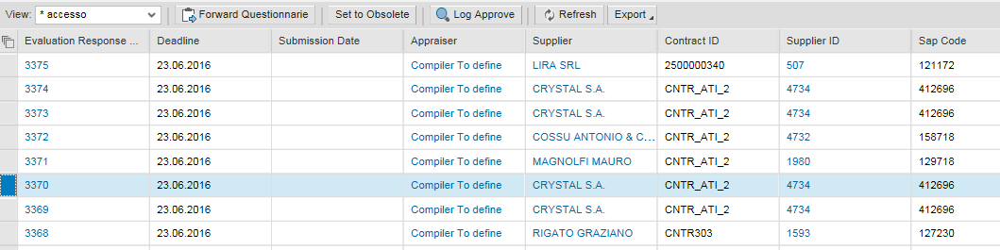 View: * accesso Forward Questionnarie Set to Obsolete Log Approve Refresh Export
Evaluation Response ... Deadline Submission Date Appraiser Supplier Contract ID Supplier ID Sap Code
3375 23.06.2016 Compiler To define LIRA SRL 2500000340 507 121172
3374 23.06.2016 Compiler To define CRYSTAL S.A. CNTR_ATI_2 4734 412696
3373 23.06.2016 Compiler To define CRYSTAL S.A. CNTR_ATI_2 4734 412696
3372 23.06.2016 Compiler To define COSSU ANTONIO & C... CNTR_ATI_2 4732 158718
3371 23.06.2016 Compiler To define MAGNOLFI MAURO CNTR_ATI_2 1980 129718
3370 23.06.2016 Compiler To define CRYSTAL S.A. CNTR_ATI_2 4734 412696
3369 23.06.2016 Compiler To define CRYSTAL S.A. CNTR_ATI_2 4734 412696
3368 23.06.2016 Compiler To define RIGATO GRAZIANO CNTR303 1593 127230